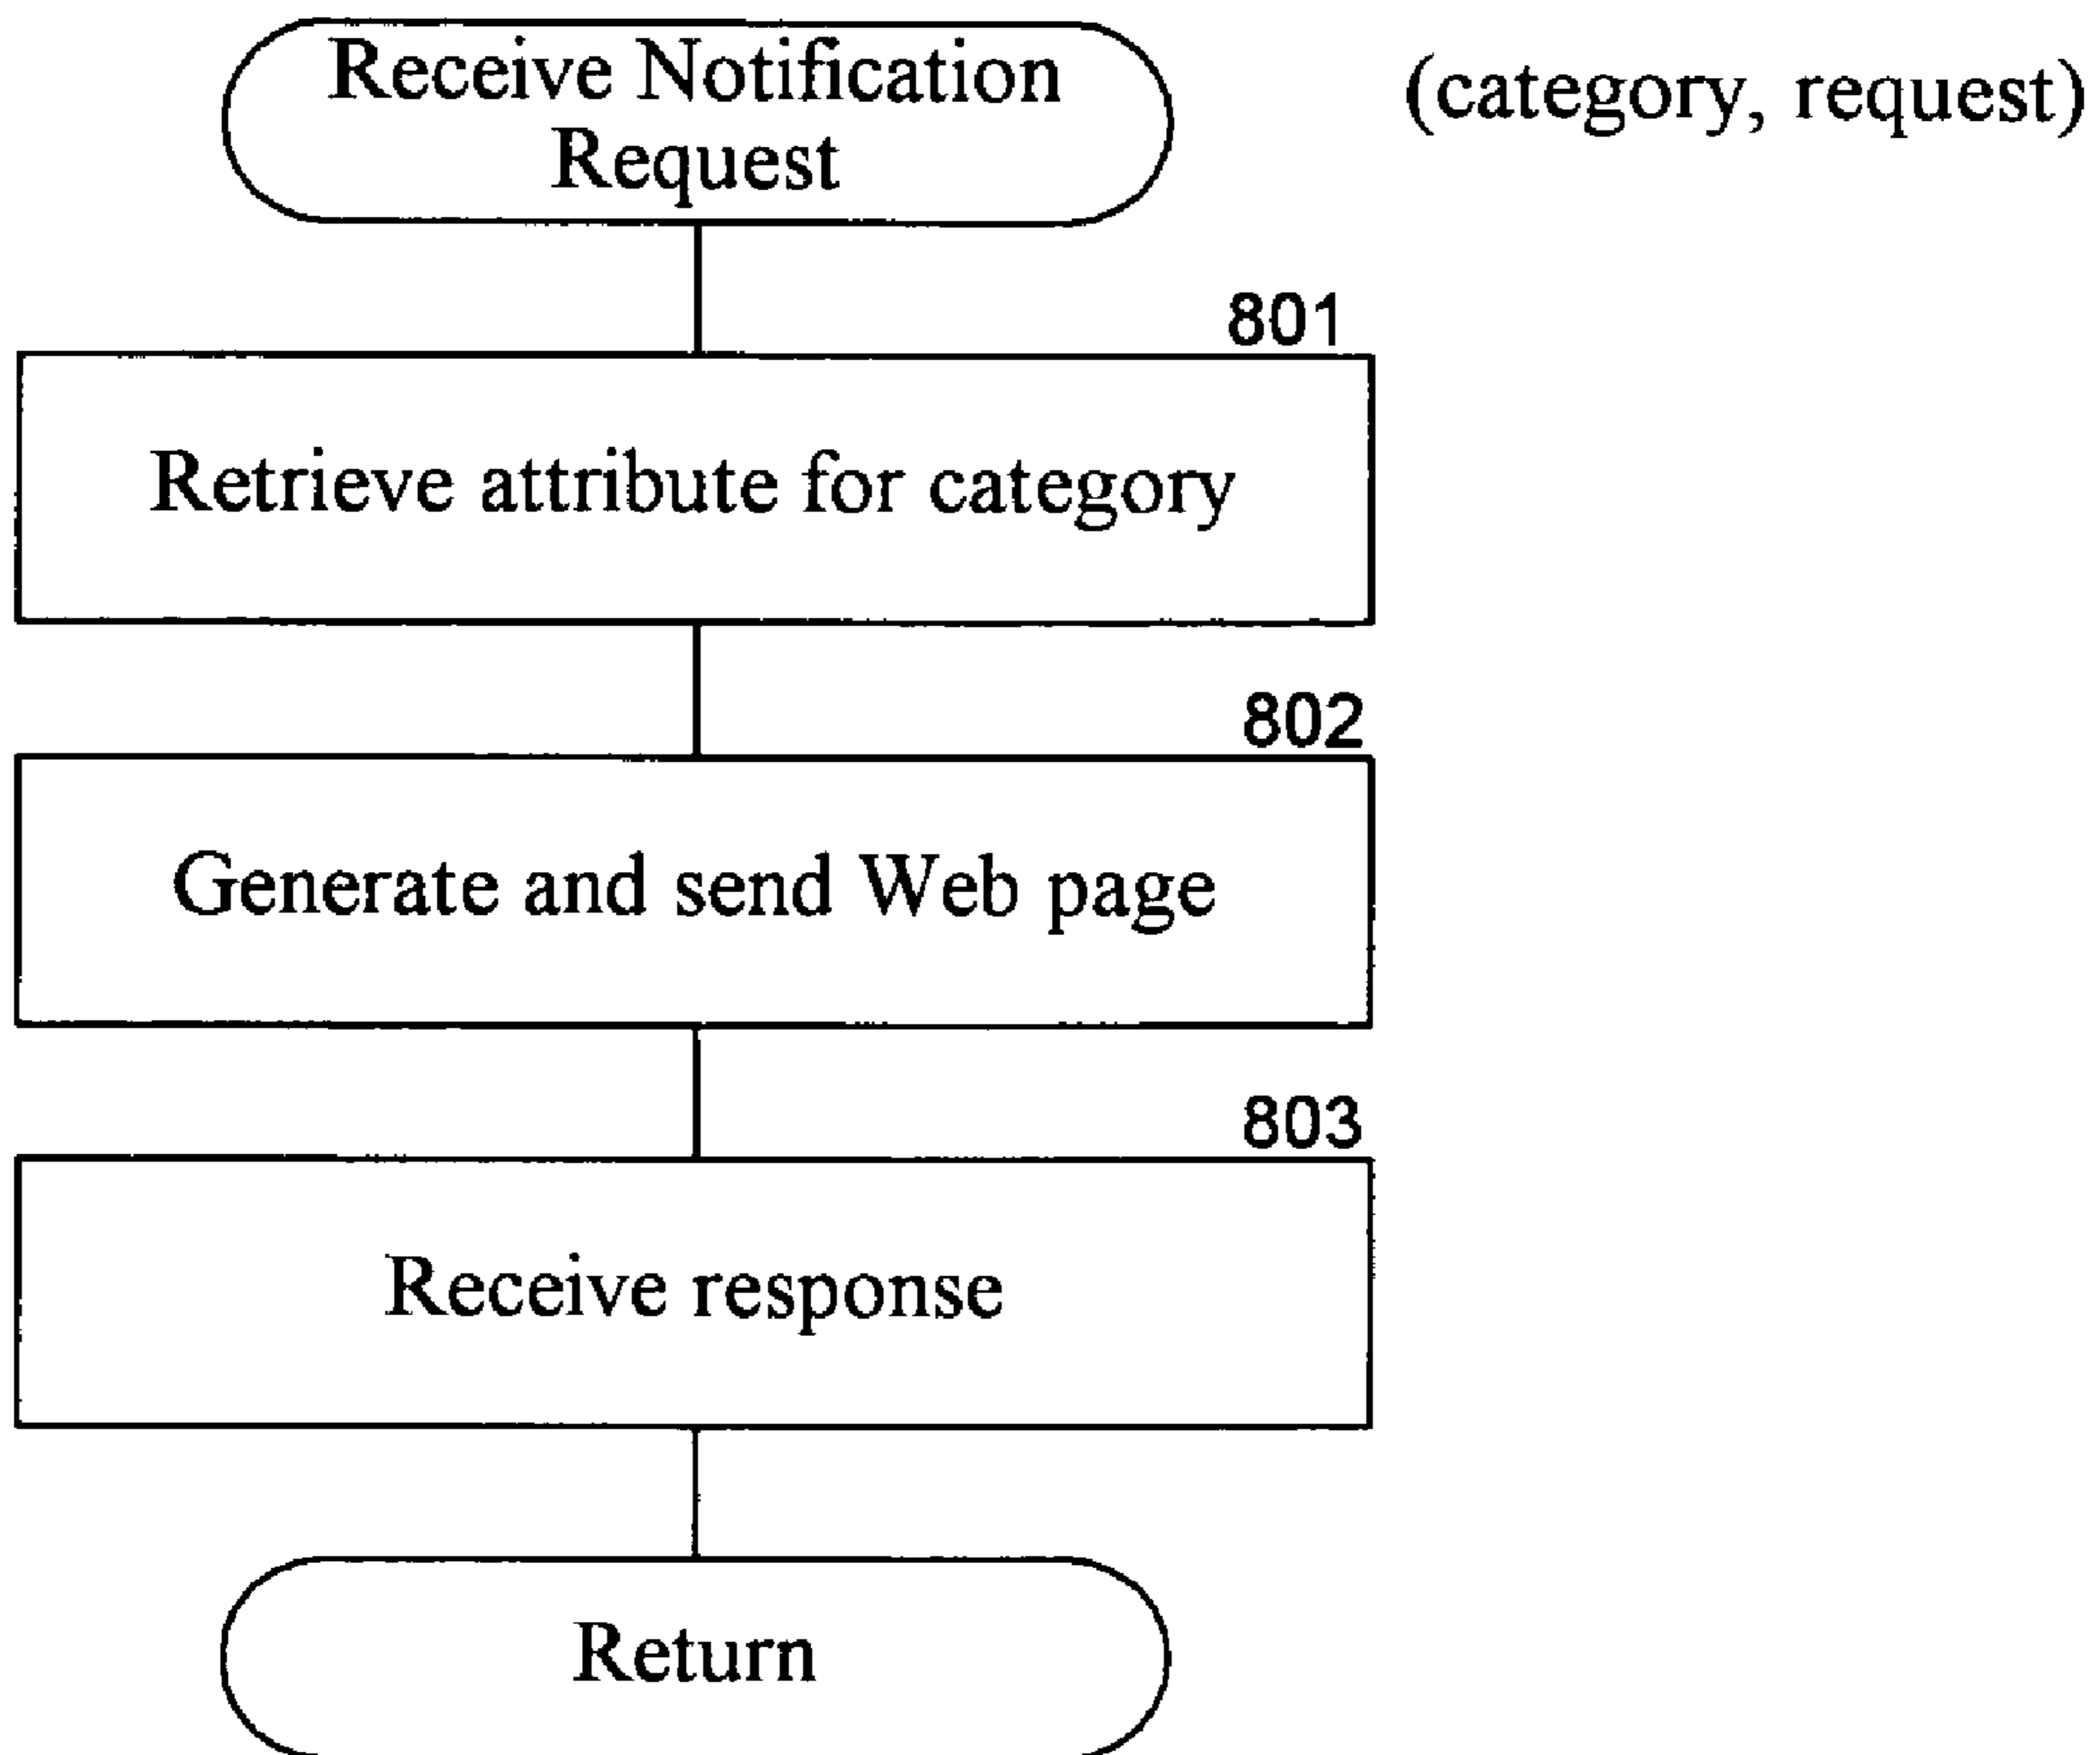 Receive Notification
Request
(category, request)
801
Retrieve attribute for category
802
Generate and send Web page
803
Receive response
Return